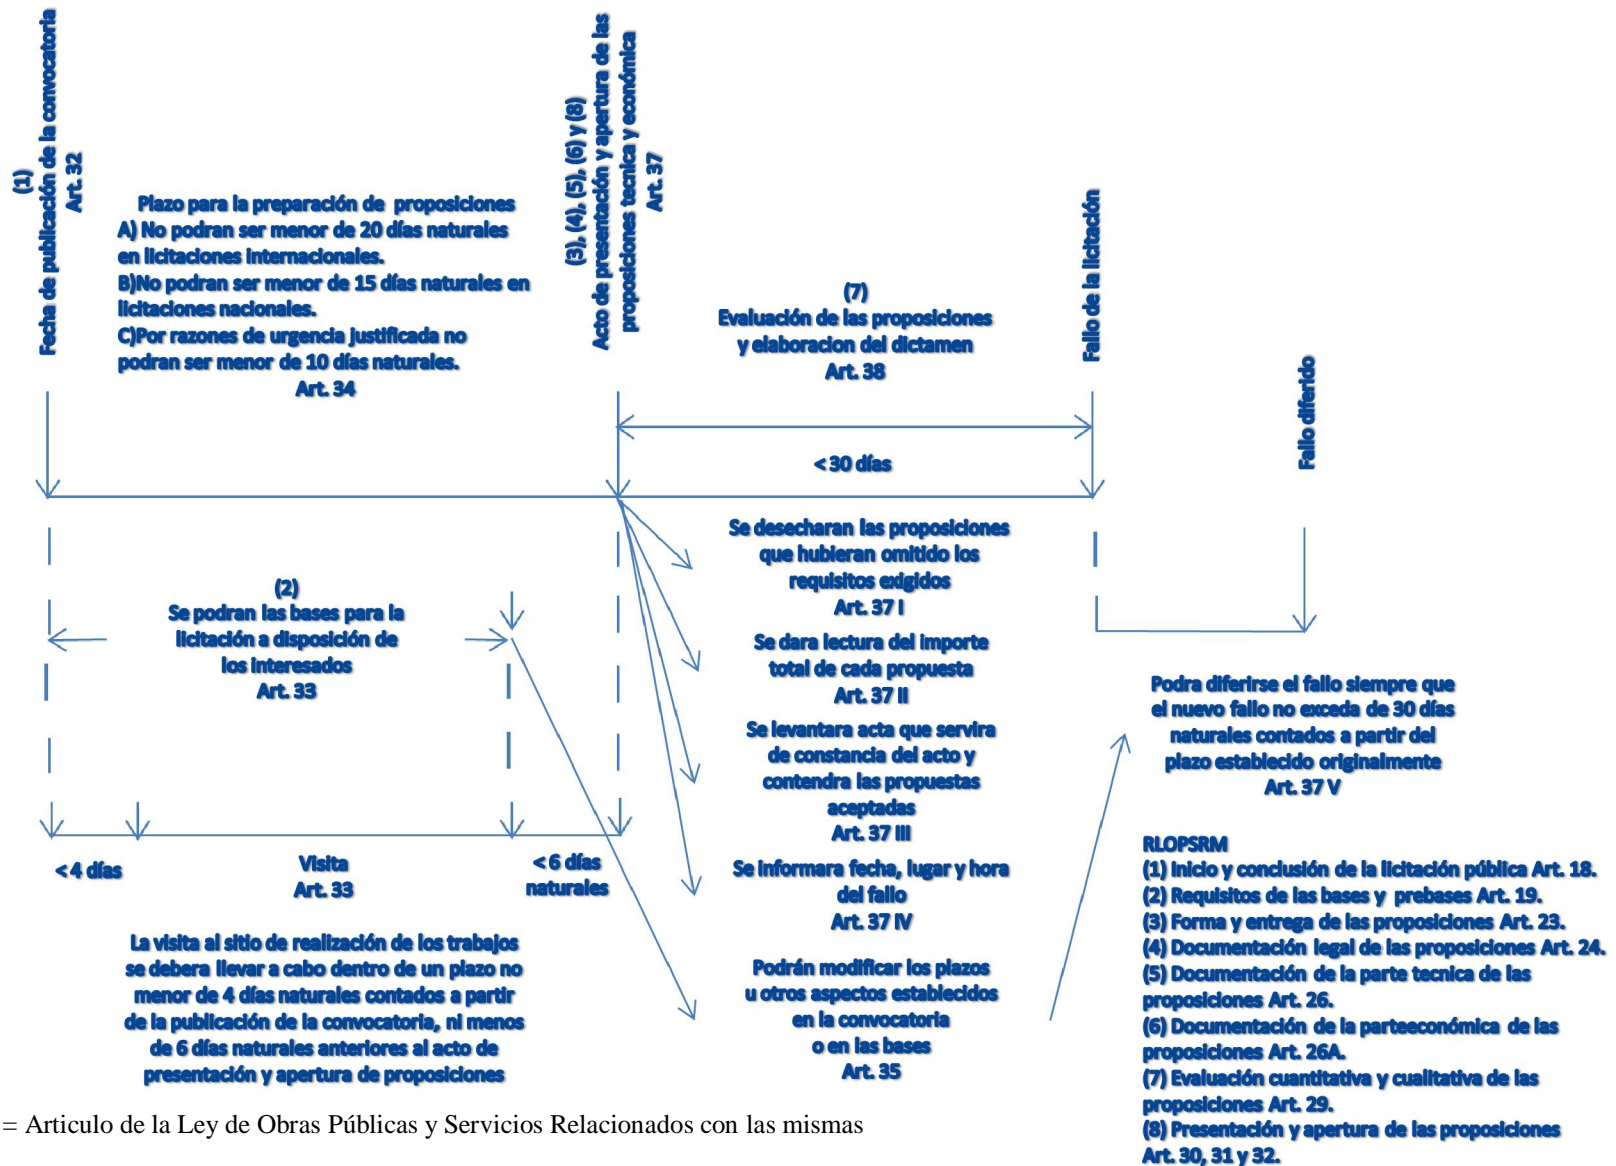 (1)
Fecha de publicación de la convocatoria
Art. 32
Plazo para la preparación de proposiciones
A) No podran ser menor de 20 días naturales
en licitaciones internacionales.
B)No podran ser menor de 15 días naturales en
licitaciones nacionales.
C)Por razones de urgencia justificada no
podran ser menor de 10 días naturales.
Art. 34
(3), (4), (5), (6) y (8)
Acto de presentación y apertura de las
proposiciones tecnica y económica
Art. 37
(7)
Evaluación de las proposiciones
y elaboracion del dictamen
Art. 38
< 30 días
Fallo de la licitación
Fallo diferido
(2)
Se podran las bases para la
licitación a disposición de
los interesados
Art. 33
< 4 días
Visita
Art. 33
< 6 días
naturales
La visita al sitio de realización de los trabajos
se debera llevar a cabo dentro de un plazo no
menor de 4 días naturales contados a partir
de la publicación de la convocatoria, ni menos
de 6 días naturales anteriores al acto de
presentación y apertura de proposiciones
Se desecharan las proposiciones
que hubieran omitido los
requisitos exigidos
Art. 37 I
Se dara lectura del importe
total de cada propuesta
Art. 37 II
Se levantara acta que servira
de constancia del acto y
contendra las propuestas
aceptadas
Art. 37 III
Se informara fecha, lugar y hora
del fallo
Art. 37 IV
Podrán modificar los plazos
u otros aspectos establecidos
en la convocatoria
o en las bases
Art. 35
Podra diferirse el fallo siempre que
el nuevo fallo no exceda de 30 días
naturales contados a partir del
plazo establecido originalmente
Art. 37 V
RLOPSRM
(1) Inicio y conclusión de la licitación pública Art. 18.
(2) Requisitos de las bases y prebases Art. 19.
(3) Forma y entrega de las proposiciones Art. 23.
(4) Documentación legal de las proposiciones Art. 24.
(5) Documentación de la parte tecnica de las
proposiciones Art. 26.
(6) Documentación de la parteeconómica de las
proposiciones Art. 26A.
(7) Evaluación cuantitativa y cualitativa de las
proposiciones Art. 29.
(8) Presentación y apertura de las proposiciones
Art. 30, 31 y 32.
= Articulo de la Ley de Obras Públicas y Servicios Relacionados con las mismas